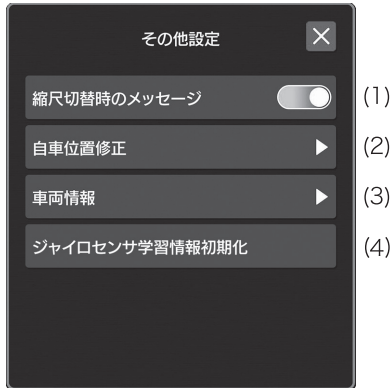 その他設定
縮尺切替時のメッセージ (1)
自車位置修正 (2)
車両情報 (3)
ジャイロセンサ学習情報初期化 (4)